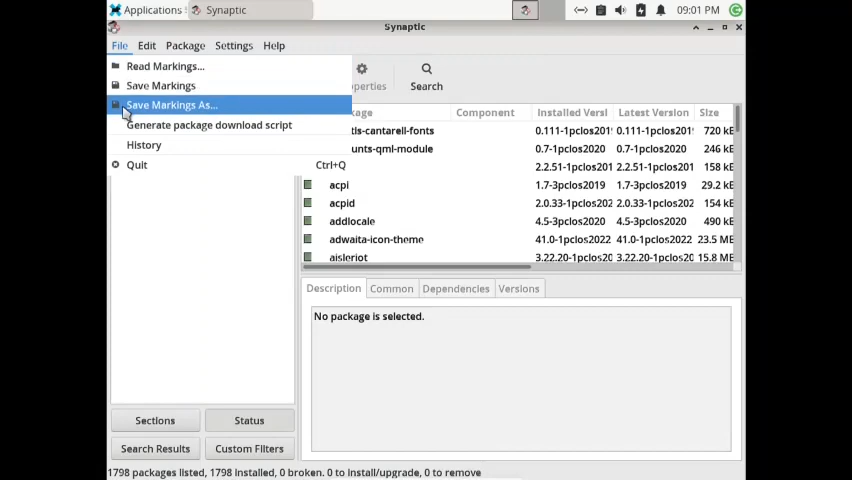 Applications
Synaptic
09:01 PM
Synaptic
File Edit Package Settings Help
Read Markings...
Save Markings
Save Markings As...
Generate package download script
History
Quit Ctrl+Q
Search
Component Installed Versi Latest Version Size
tis-cantarell-fonts 0.111-1pclos201 0.111-1pclos201 720 kE
unts-qml-module 0.7-1pclos2020 0.7-1pclos2020 246 kE
2.2.51-1pclos201 2.2.51-1pclos201 158 kE
acpi 1.7-3pclos2019 1.7-3pclos2019 29.2 kE
acpid 2.0.33-1pclos202 2.0.33-1pclos202 154 kE
addlocale 4.5-3pclos2020 4.5-3pclos2020 490 kE
adwaita-icon-theme 41.0-1pclos2022 41.0-1pclos2022 23.5 ME
aisleriot 3.22.20-1pclos20 3.22.20-1pclos20 15.8 ME
Description Common Dependencies Versions
No package is selected.
Sections Status
Search Results Custom Filters
1798 packages listed, 1798 installed, 0 broken. 0 to install/upgrade, 0 to remove